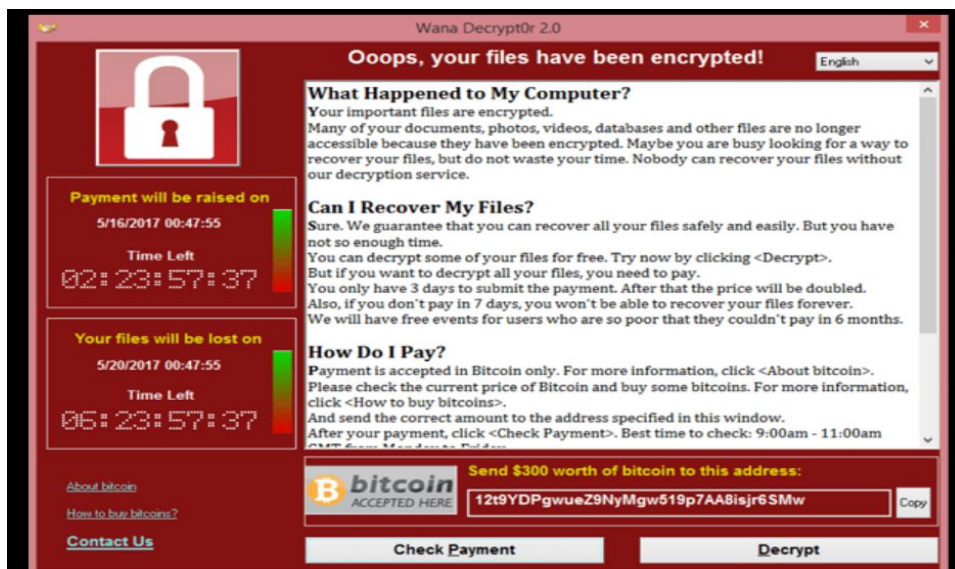 Wana Decrypt0r 2.0
Ooops, your files have been encrypted!
English
Payment will be raised on
5/16/2017 00:47:55
Time Left
02:23:57:37
Your files will be lost on
5/20/2017 00:47:55
Time Left
06:23:57:37
About bitcoin
How to buy bitcoins?
Contact Us
What Happened to My Computer?
Your important files are encrypted.
Many of your documents, photos, videos, databases and other files are no longer
accessible because they have been encrypted. Maybe you are busy looking for a way to
recover your files, but do not waste your time. Nobody can recover your files without
our decryption service.
Can I Recover My Files?
Sure. We guarantee that you can recover all your files safely and easily. But you have
not so enough time.
You can decrypt some of your files for free. Try now by clicking <Decrypt>.
But if you want to decrypt all your files, you need to pay.
You only have 3 days to submit the payment. After that the price will be doubled.
Also, if you don't pay in 7 days, you won't be able to recover your files forever.
We will have free events for users who are so poor that they couldn't pay in 6 months.
How Do I Pay?
Payment is accepted in Bitcoin only. For more information, click <About bitcoin>.
Please check the current price of Bitcoin and buy some bitcoins. For more information,
click <How to buy bitcoins>.
And send the correct amount to the address specified in this window.
After your payment, click <Check Payment>. Best time to check: 9:00am - 11:00am
GMT from Monday to Friday
bitcoin
ACCEPTED HERE
Send $300 worth of bitcoin to this address:
12t9YDPgwueZ9NyMgw519p7AA8isjr6SMw
Copy
Check Payment
Decrypt